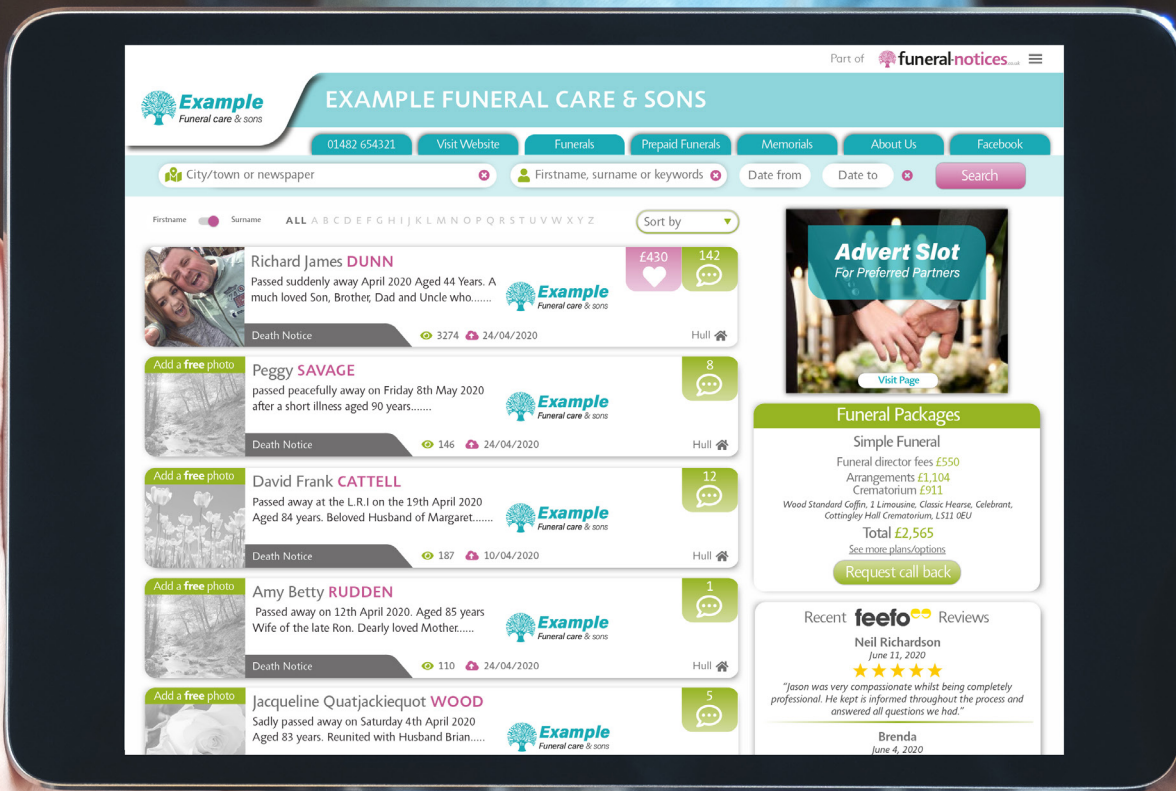 Part of funeral-notices.co.uk
Example
Funeral care & sons
EXAMPLE FUNERAL CARE & SONS
01482 654321
Visit Website
Funerals
Prepaid Funerals
Memorials
About Us
Facebook
City/town or newspaper
Firstname, surname or keywords
Date from
Date to
Search
Firstname
Surname
ALL A B C D E F G H I J K L M N O P Q R S T U V W X Y Z
Sort by
Richard James DUNN
Passed suddenly away April 2020 Aged 44 Years. A
much loved Son, Brother, Dad and Uncle who.......
Example
Funeral care & sons
£430
142
Death Notice
3274
24/04/2020
Hull
Add a free photo
Peggy SAVAGE
passed peacefully away on Friday 8th May 2020
after a short illness aged 90 years.......
Example
Funeral care & sons
8
Death Notice
146
24/04/2020
Hull
Add a free photo
David Frank CATTELL
Passed away at the L.R.I on the 19th April 2020
Aged 84 years. Beloved Husband of Margaret.......
Example
Funeral care & sons
12
Death Notice
187
10/04/2020
Hull
Add a free photo
Amy Betty RUDDEN
Passed away on 12th April 2020. Aged 85 years
Wife of the late Ron. Dearly loved Mother......
Example
Funeral care & sons
1
Death Notice
110
24/04/2020
Hull
Add a free photo
Jacqueline Quatjackiequot WOOD
Sadly passed away on Saturday 4th April 2020
Aged 83 years. Reunited with Husband Brian.....
Example
Funeral care & sons
5
Advert Slot
For Preferred Partners
Visit Page
Funeral Packages
Simple Funeral
Funeral director fees £550
Arrangements £1,104
Crematorium £911
Wood Standard Coffin, 1 Limousine, Classic Hearse, Celebrant,
Cottingley Hall Crematorium, LS11 0EU
Total £2,565
See more plans/options
Request call back
Recent feefo Reviews
Neil Richardson
June 11, 2020
"Jason was very compassionate whilst being completely
professional. He kept is informed throughout the process and
answered all questions we had."
Brenda
June 4, 2020